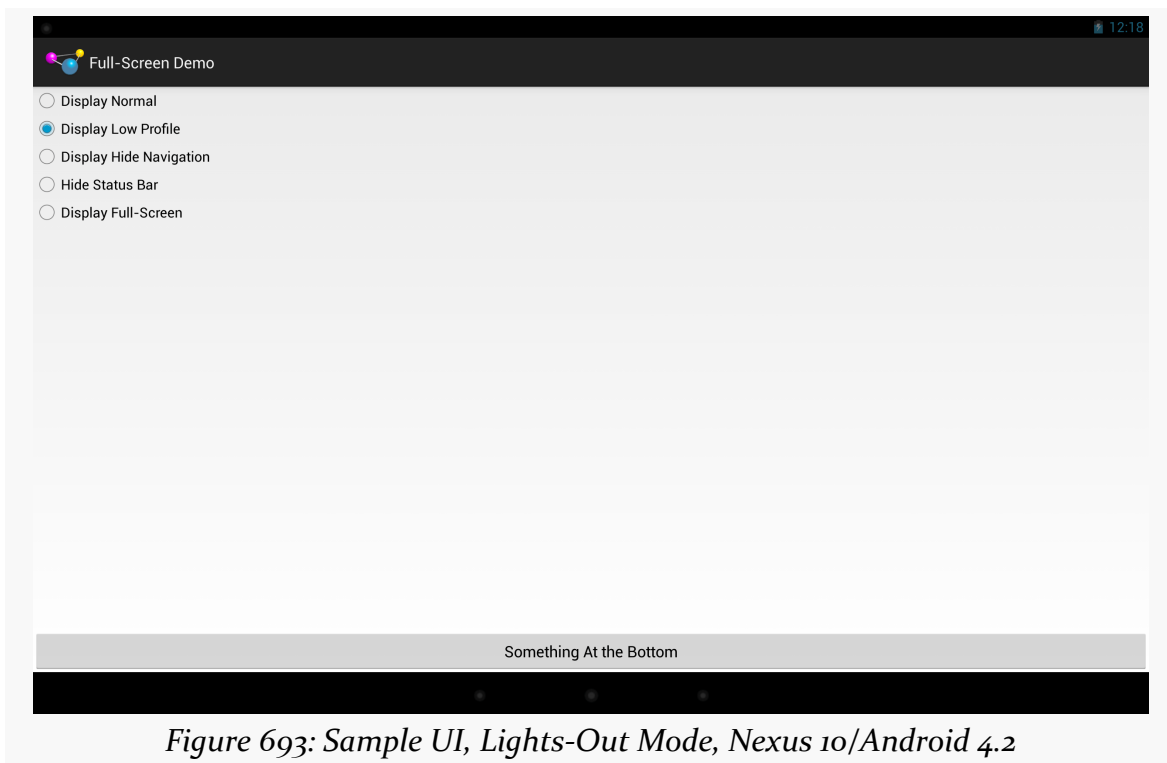 12:18
Full-Screen Demo
Display Normal
Display Low Profile
Display Hide Navigation
Hide Status Bar
Display Full-Screen
Something At the Bottom
Figure 693: Sample UI, Lights-Out Mode, Nexus 10/Android 4.2